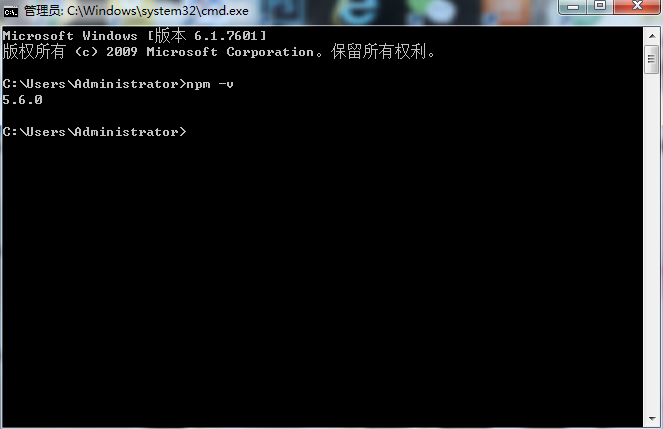 管理员: C:\Windows\system32\cmd.exe
Microsoft Windows [版本 6.1.7601]
版权所有 (c) 2009 Microsoft Corporation。保留所有权利。
C:\Users\Administrator>npm -v
5.6.0
C:\Users\Administrator>